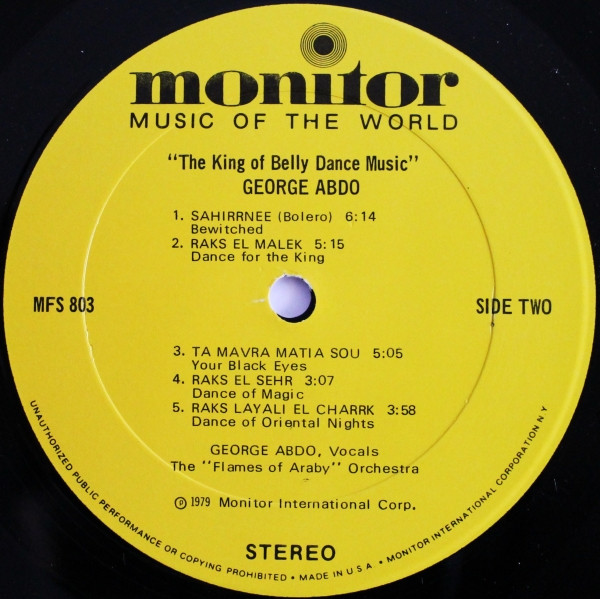 monitor
MUSIC OF THE WORLD
"The King of Belly Dance Music"
GEORGE ABDO
1. SAHIRRNEE (Bolero) 6:14
Bewitched
2. RAKS EL MALEK 5:15
Dance for the King
MFS 803
SIDE TWO
3. TA MAVRA MATIA SOU 5:05
Your Black Eyes
4. RAKS EL SEHR 3:07
Dance of Magic
5. RAKS LAYALI EL CHARRK 3:58
Dance of Oriental Nights
GEORGE ABDO, Vocals
The "Flames of Araby" Orchestra
℗ 1979 Monitor International Corp.
STEREO
UNAUTHORIZED PUBLIC PERFORMANCE OR COPYING PROHIBITED • MADE IN U S A • MONITOR INTERNATIONAL CORPORATION N Y